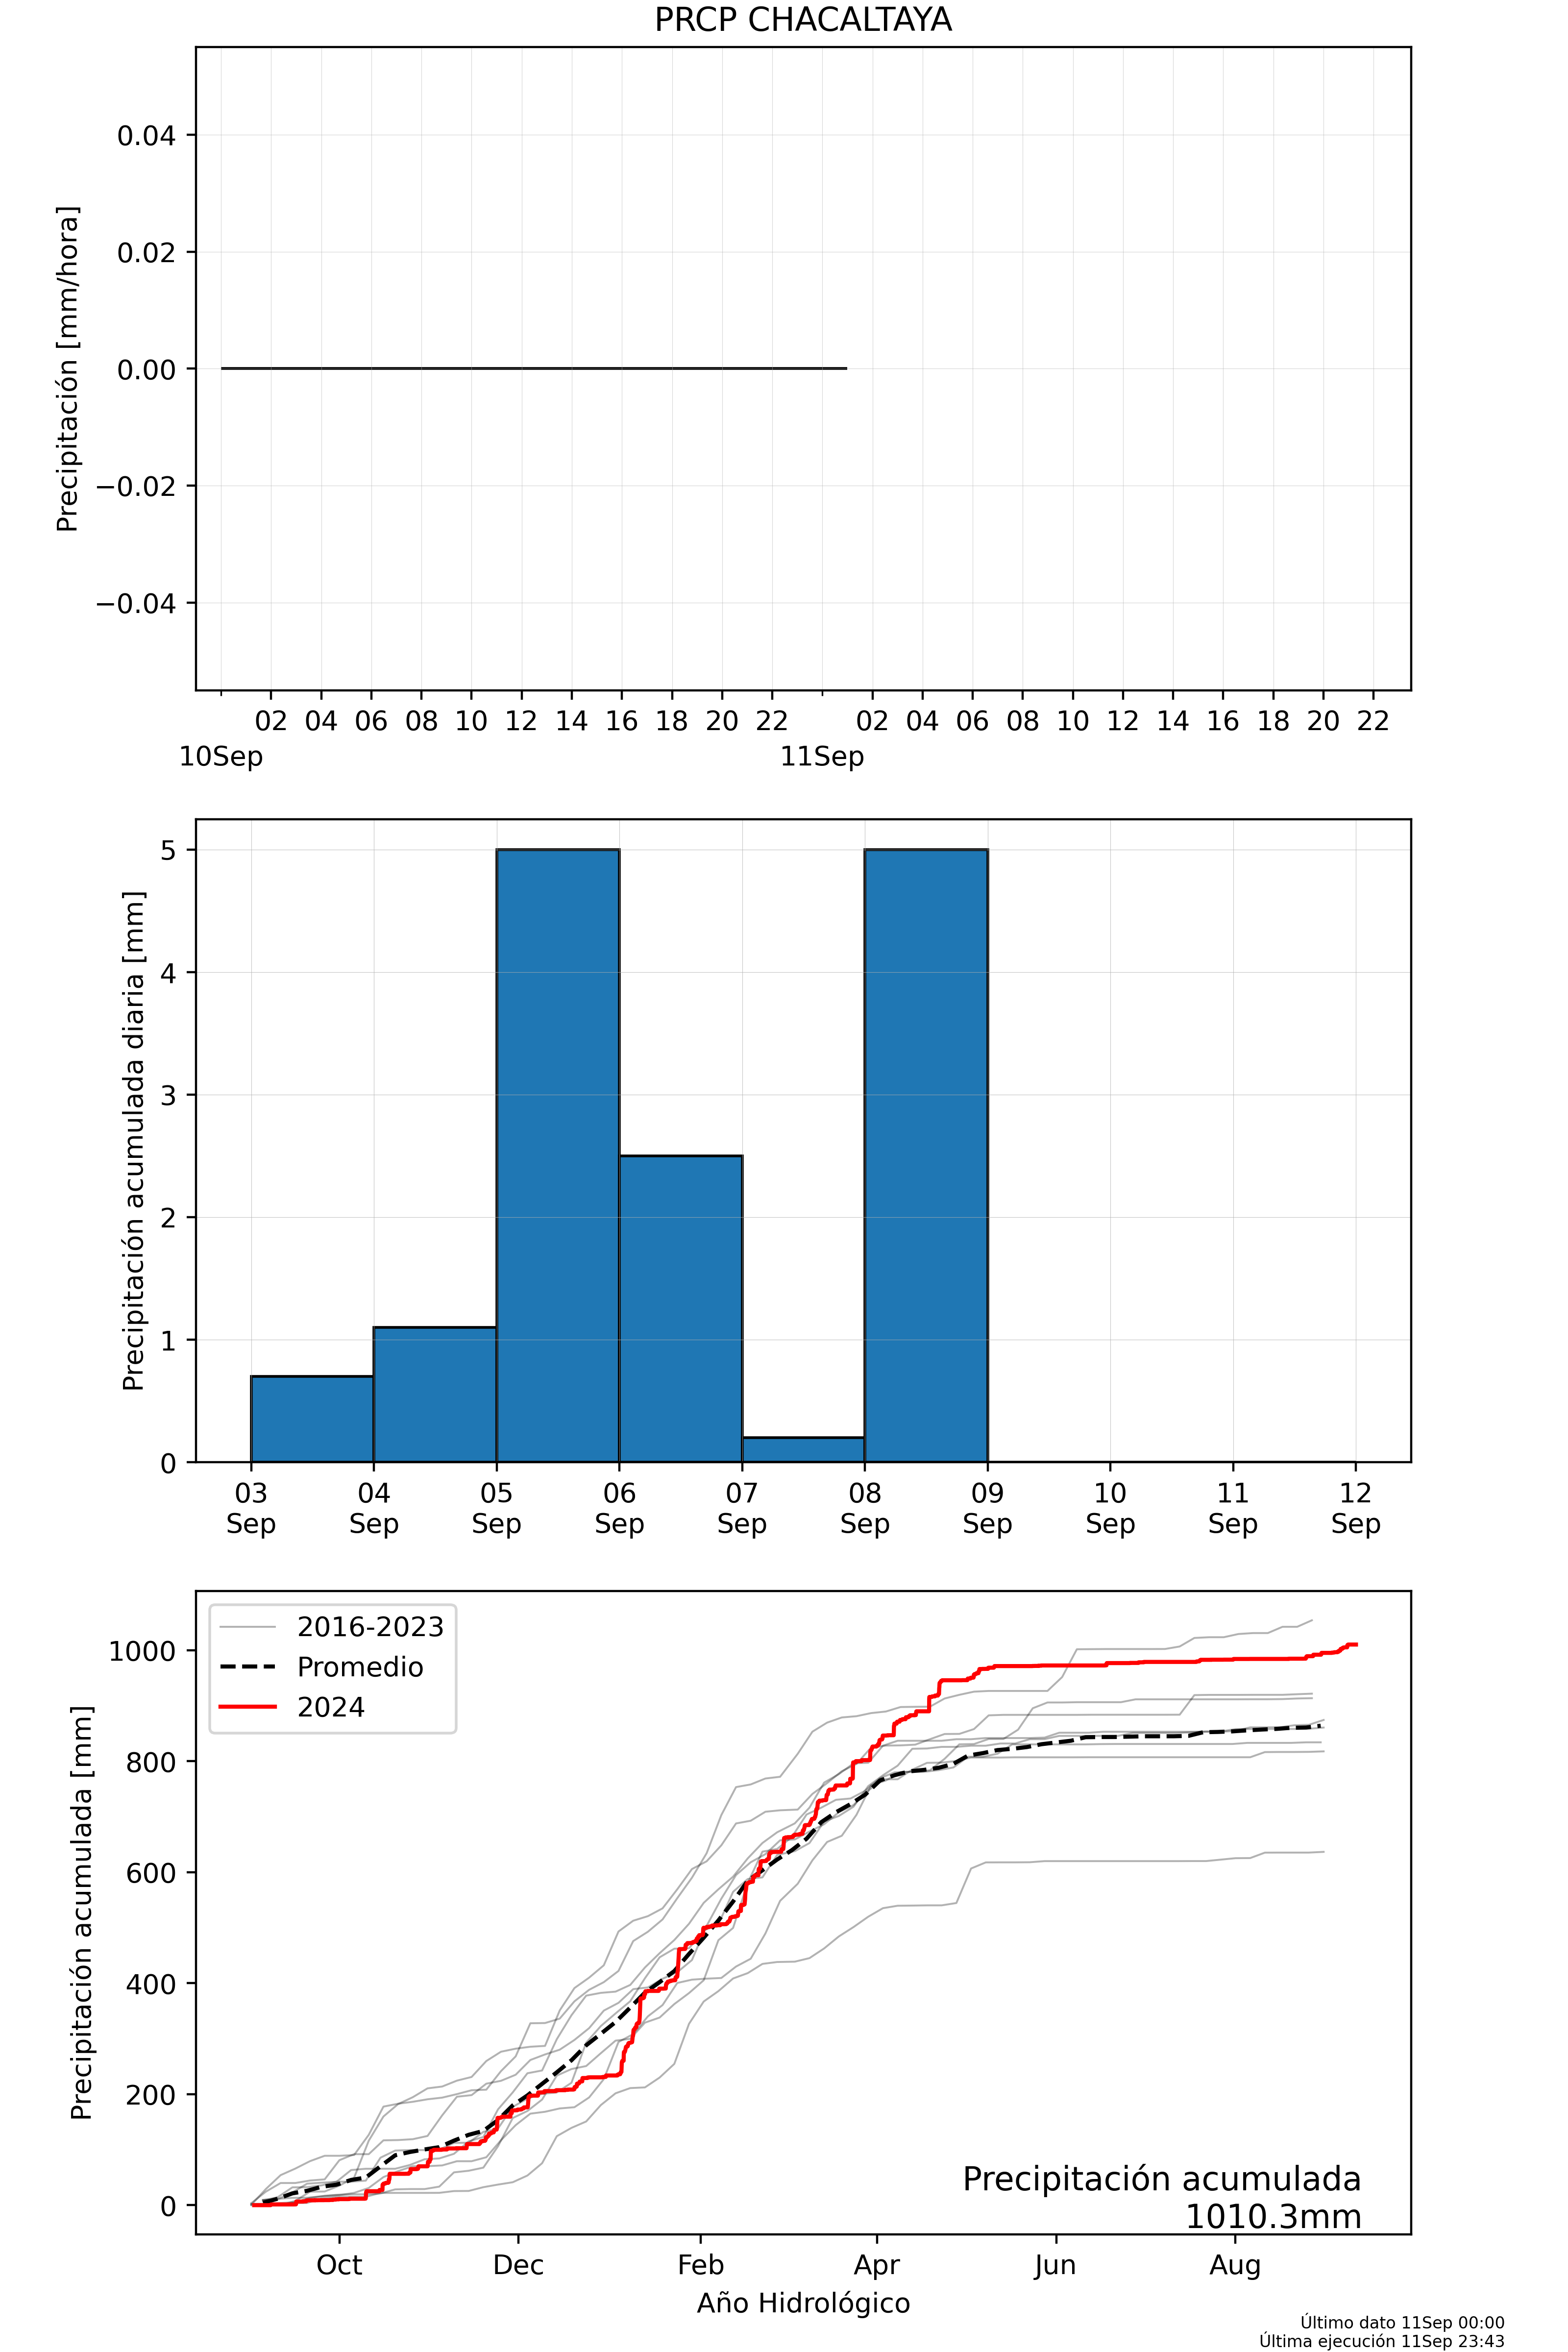 PRCP CHACALTAYA
Precipitación [mm/hora]
0.04
0.02
0.00
−0.02
−0.04
02 04 06 08 10 12 14 16 18 20 22 02 04 06 08 10 12 14 16 18 20 22
10Sep 11Sep
Precipitación acumulada diaria [mm]
5
4
3
2
1
0
03 04 05 06 07 08 09 10 11 12
Sep Sep Sep Sep Sep Sep Sep Sep Sep Sep
Precipitación acumulada [mm]
1000
800
600
400
200
0
2016-2023
Promedio
2024
Precipitación acumulada
1010.3mm
Oct Dec Feb Apr Jun Aug
Año Hidrológico
Último dato 11Sep 00:00
Última ejecución 11Sep 23:43